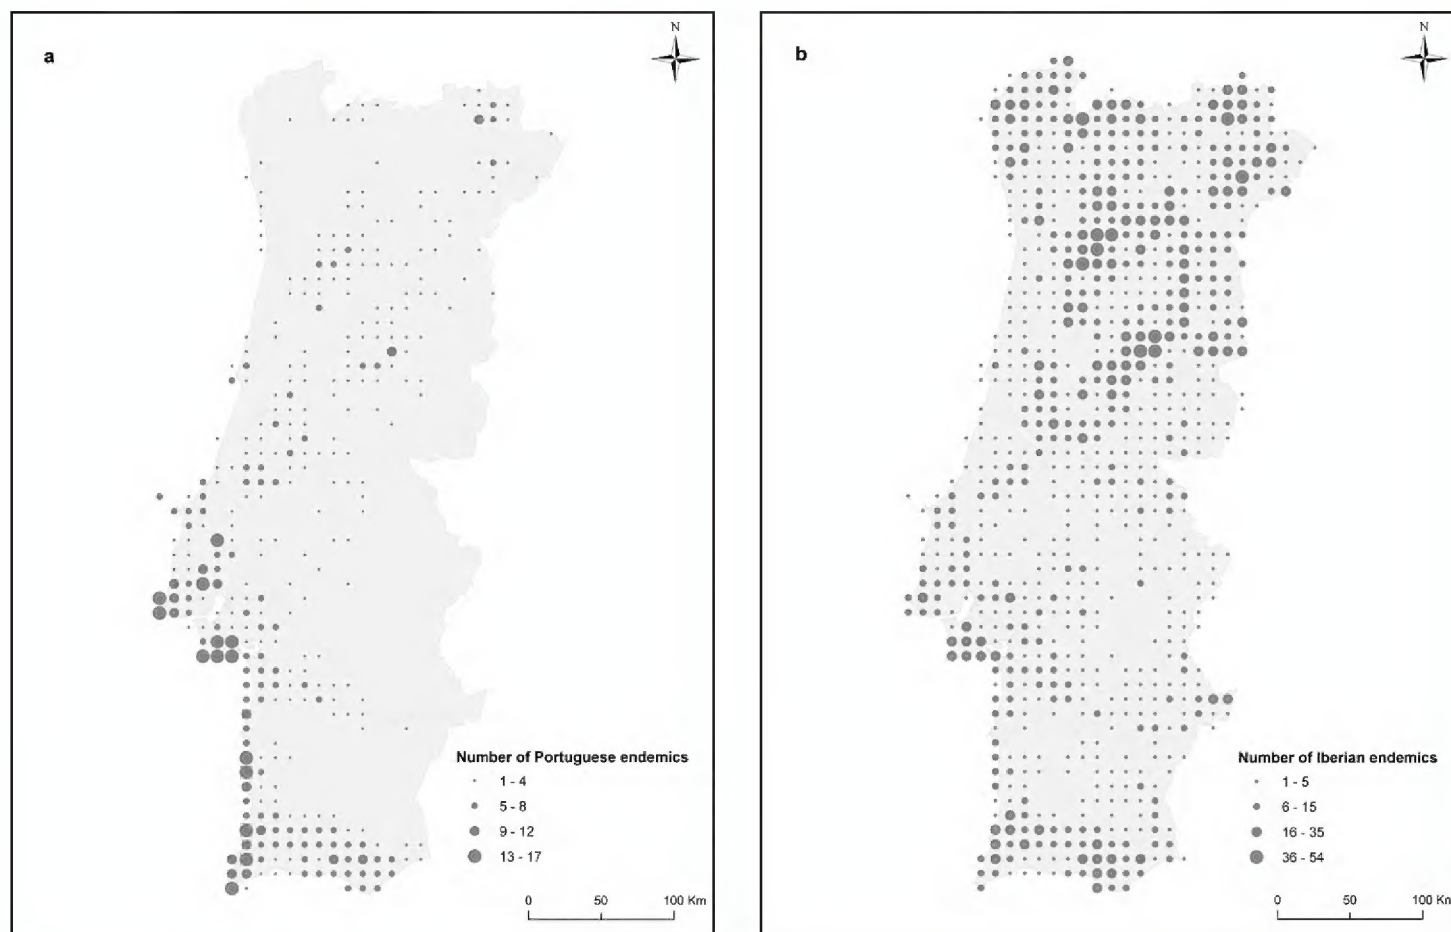 a
N
Number of Portuguese endemics
1 - 4
5 - 8
9 - 12
13 - 17
0 50 100 Km
b
N
Number of Iberian endemics
1 - 5
6 - 15
16 - 35
36 - 54
0 50 100 Km